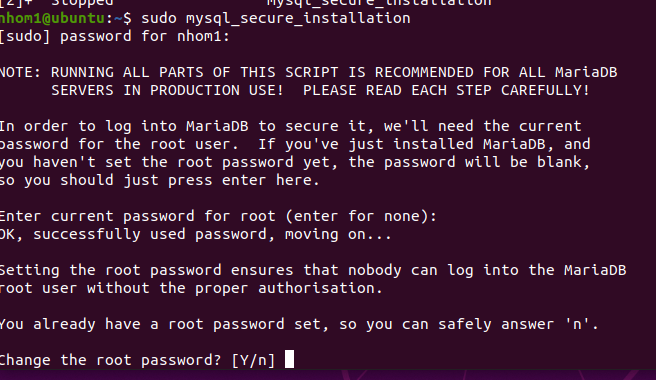 [2]+  Stopped                 mysql_secure_installation
nhom1@ubuntu:~$ sudo mysql_secure_installation
[sudo] password for nhom1:
NOTE: RUNNING ALL PARTS OF THIS SCRIPT IS RECOMMENDED FOR ALL MariaDB
SERVERS IN PRODUCTION USE!  PLEASE READ EACH STEP CAREFULLY!
In order to log into MariaDB to secure it, we'll need the current
password for the root user.  If you've just installed MariaDB, and
you haven't set the root password yet, the password will be blank,
so you should just press enter here.
Enter current password for root (enter for none):
OK, successfully used password, moving on...
Setting the root password ensures that nobody can log into the MariaDB
root user without the proper authorisation.
You already have a root password set, so you can safely answer 'n'.
Change the root password? [Y/n]